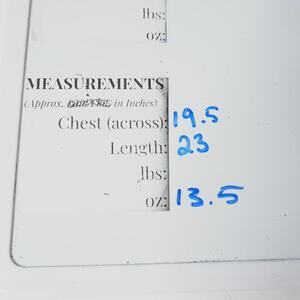 lbs:
oz:
MEASUREMENTS
(Approx. in Inches)
Chest (across): 19.5
Length: 23
lbs:
oz: 13.5